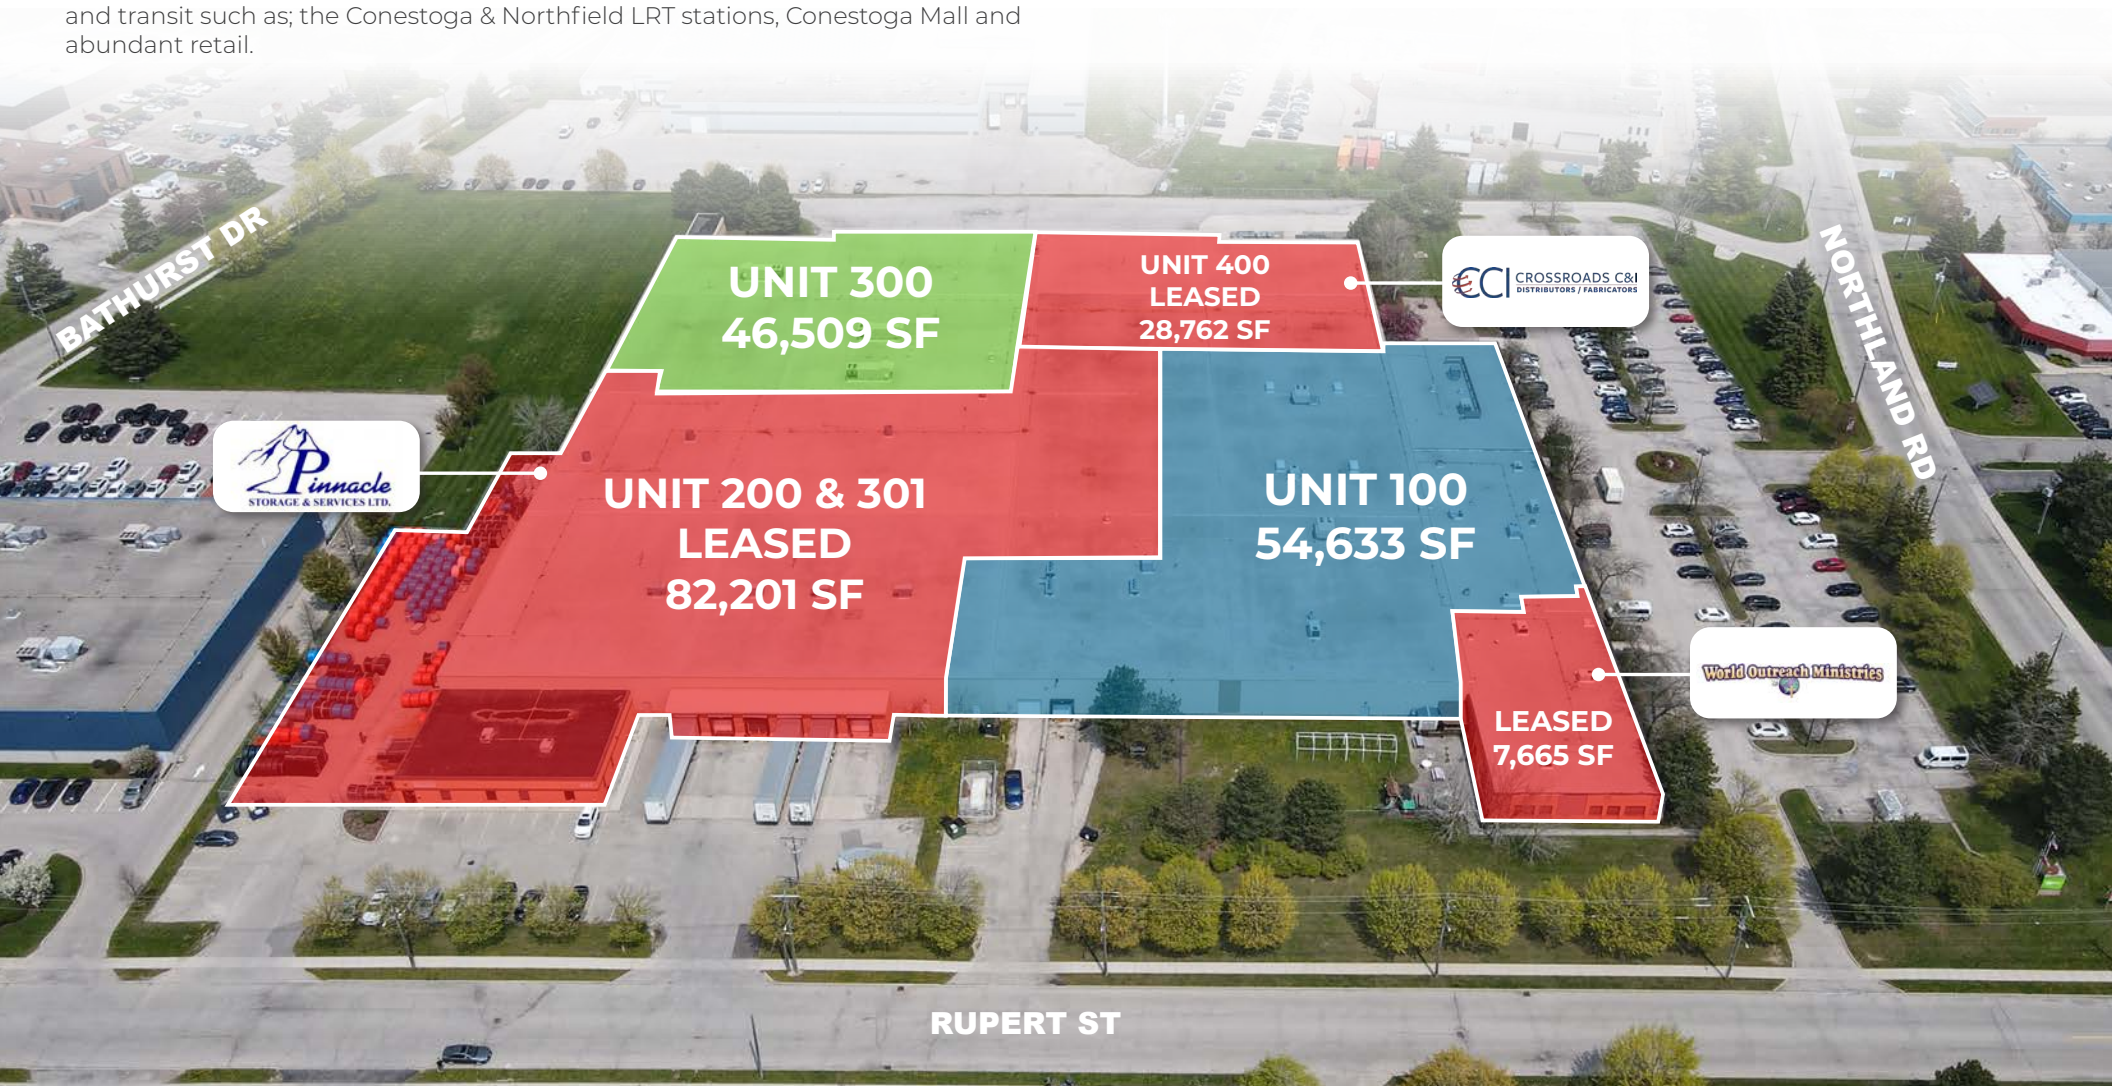 and transit such as; the Conestoga & Northfield LRT stations, Conestoga Mall and
abundant retail.
BATHURST DR
NORTHLAND RD
UNIT 300
46,509 SF
UNIT 400
LEASED
28,762 SF
CCI CROSSROADS C&I
DISTRIBUTORS / FABRICATORS
Pinnacle
STORAGE & SERVICES LTD.
UNIT 200 & 301
LEASED
82,201 SF
UNIT 100
54,633 SF
World Outreach Ministries
LEASED
7,665 SF
RUPERT ST